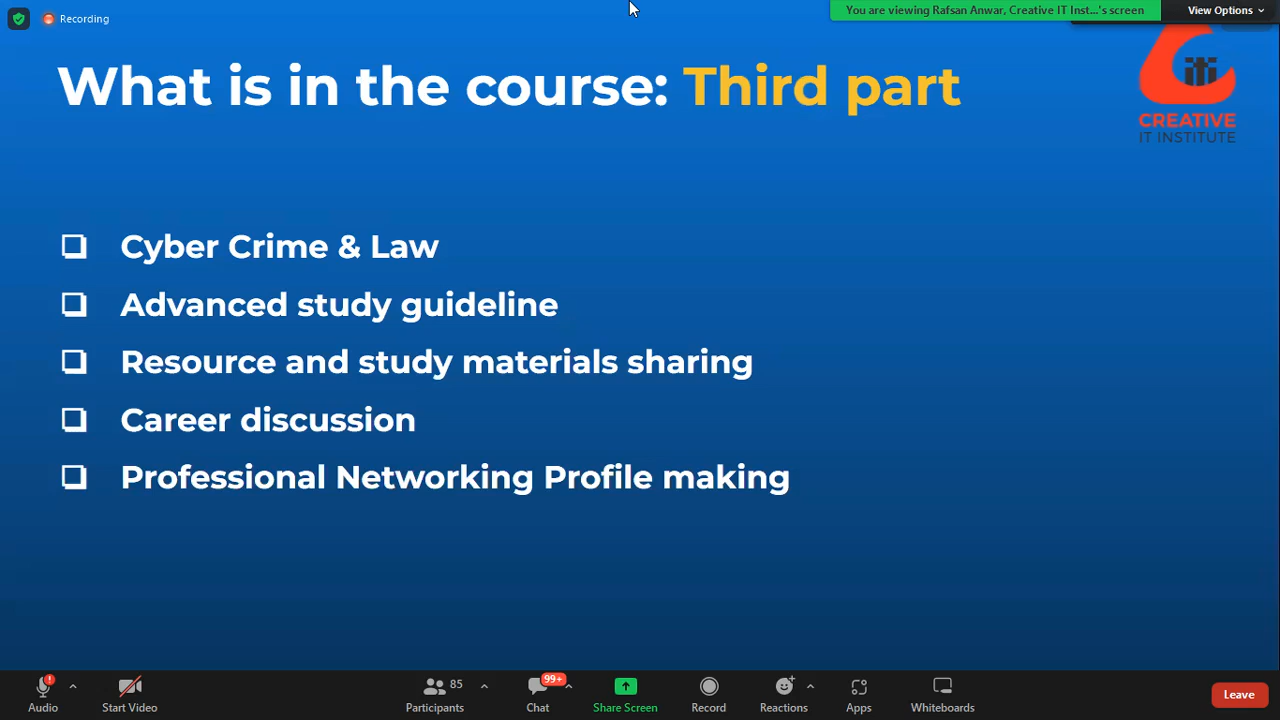 Recording
You are viewing Rafsan Anwar, Creative IT Inst...'s screen
View Options
What is in the course: Third part
CREATIVE
IT INSTITUTE
Cyber Crime & Law
Advanced study guideline
Resource and study materials sharing
Career discussion
Professional Networking Profile making
85
99+
Audio
Start Video
Participants
Chat
Share Screen
Record
Reactions
Apps
Whiteboards
Leave